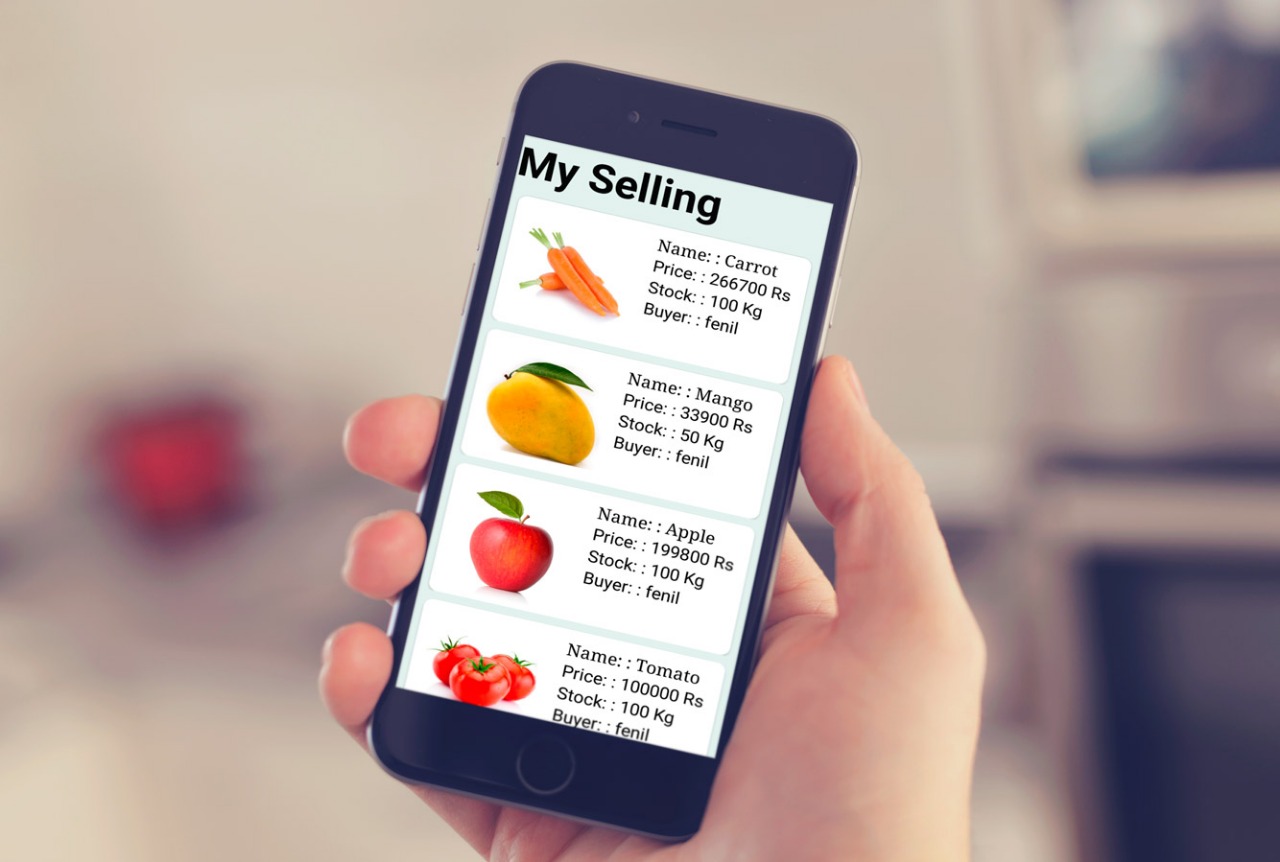 My Selling
Name: : Carrot
Price: : 266700 Rs
Stock: : 100 Kg
Buyer: : fenil
Name: : Mango
Price: : 33900 Rs
Stock: : 50 Kg
Buyer: : fenil
Name: : Apple
Price: : 199800 Rs
Stock: : 100 Kg
Buyer: : fenil
Name: : Tomato
Price: : 100000 Rs
Stock: : 100 Kg
Buyer: : fenil